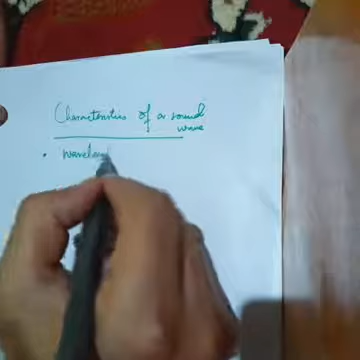 Characteristics of a sound
wave
• Wavelen